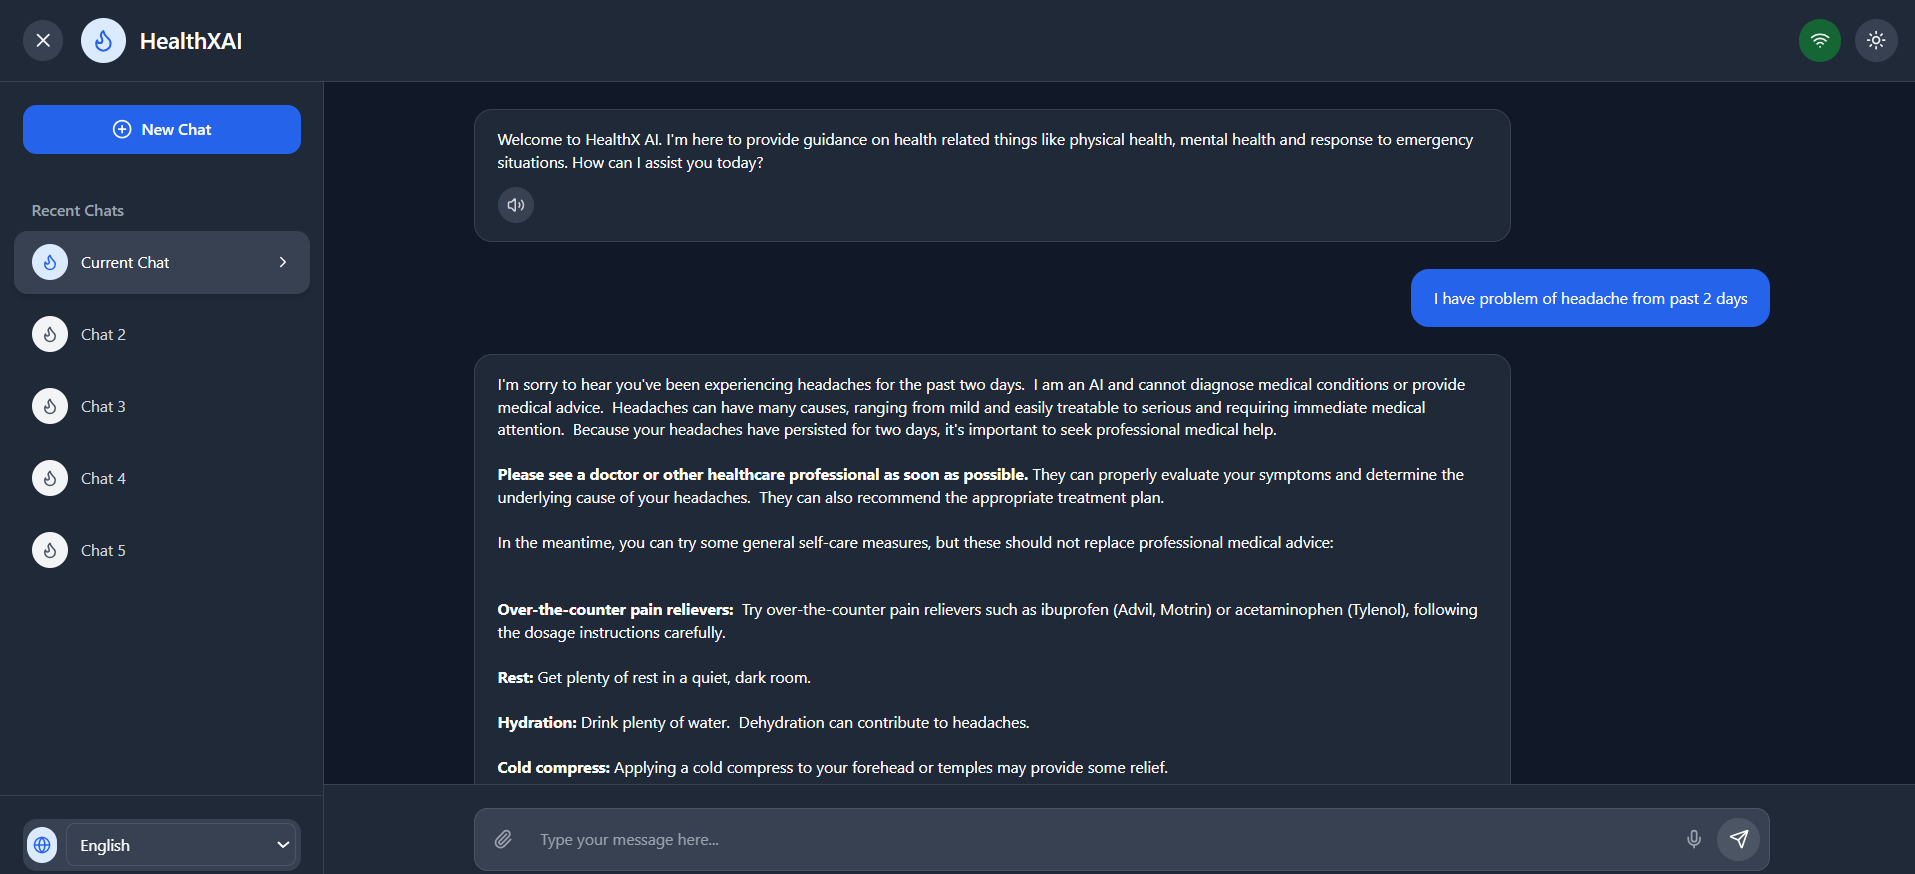 HealthXAI
New Chat
Recent Chats
Current Chat
Chat 2
Chat 3
Chat 4
Chat 5
English
Welcome to HealthX AI. I'm here to provide guidance on health related things like physical health, mental health and response to emergency
situations. How can I assist you today?
I have problem of headache from past 2 days
I'm sorry to hear you've been experiencing headaches for the past two days.  I am an AI and cannot diagnose medical conditions or provide
medical advice.  Headaches can have many causes, ranging from mild and easily treatable to serious and requiring immediate medical
attention.  Because your headaches have persisted for two days, it's important to seek professional medical help.
Please see a doctor or other healthcare professional as soon as possible. They can properly evaluate your symptoms and determine the
underlying cause of your headaches.  They can also recommend the appropriate treatment plan.
In the meantime, you can try some general self-care measures, but these should not replace professional medical advice:
Over-the-counter pain relievers:  Try over-the-counter pain relievers such as ibuprofen (Advil, Motrin) or acetaminophen (Tylenol), following
the dosage instructions carefully.
Rest: Get plenty of rest in a quiet, dark room.
Hydration: Drink plenty of water.  Dehydration can contribute to headaches.
Cold compress: Applying a cold compress to your forehead or temples may provide some relief.
Type your message here...